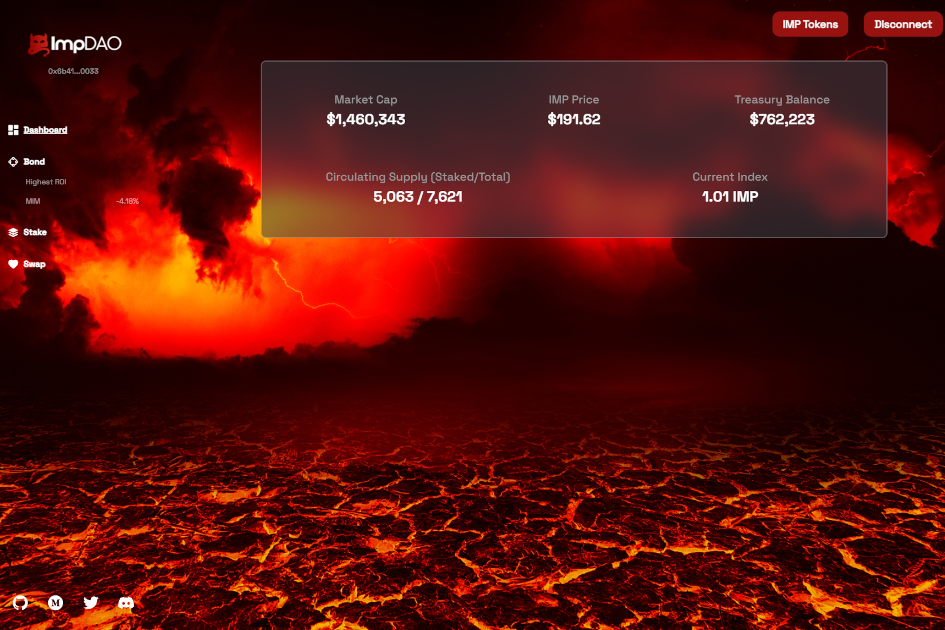 IMP Tokens
Disconnect
ImpDAO
0x6b41...0033
Dashboard
Bond
Highest ROI
MIM -4.18%
Stake
Swap
Market Cap
$1,460,343
IMP Price
$191.62
Treasury Balance
$762,223
Circulating Supply (Staked/Total)
5,063 / 7,621
Current Index
1.01 IMP
M